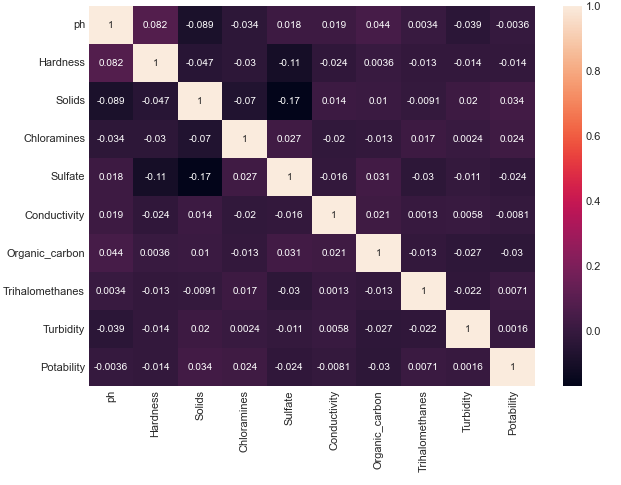 ph 1 0.082 -0.089 -0.034 0.018 0.019 0.044 0.0034 -0.039 -0.0036
Hardness 0.082 1 -0.047 -0.03 -0.11 -0.024 0.0036 -0.013 -0.014 -0.014
Solids -0.089 -0.047 1 -0.07 -0.17 0.014 0.01 -0.0091 0.02 0.034
Chloramines -0.034 -0.03 -0.07 1 0.027 -0.02 -0.013 0.017 0.0024 0.024
Sulfate 0.018 -0.11 -0.17 0.027 1 -0.016 0.031 -0.03 -0.011 -0.024
Conductivity 0.019 -0.024 0.014 -0.02 -0.016 1 0.021 0.0013 0.0058 -0.0081
Organic_carbon 0.044 0.0036 0.01 -0.013 0.031 0.021 1 -0.013 -0.027 -0.03
Trihalomethanes 0.0034 -0.013 -0.0091 0.017 -0.03 0.0013 -0.013 1 -0.022 0.0071
Turbidity -0.039 -0.014 0.02 0.0024 -0.011 0.0058 -0.027 -0.022 1 0.0016
Potability -0.0036 -0.014 0.034 0.024 -0.024 -0.0081 -0.03 0.0071 0.0016 1
ph
Hardness
Solids
Chloramines
Sulfate
Conductivity
Organic_carbon
Trihalomethanes
Turbidity
Potability
1.0
0.8
0.6
0.4
0.2
0.0